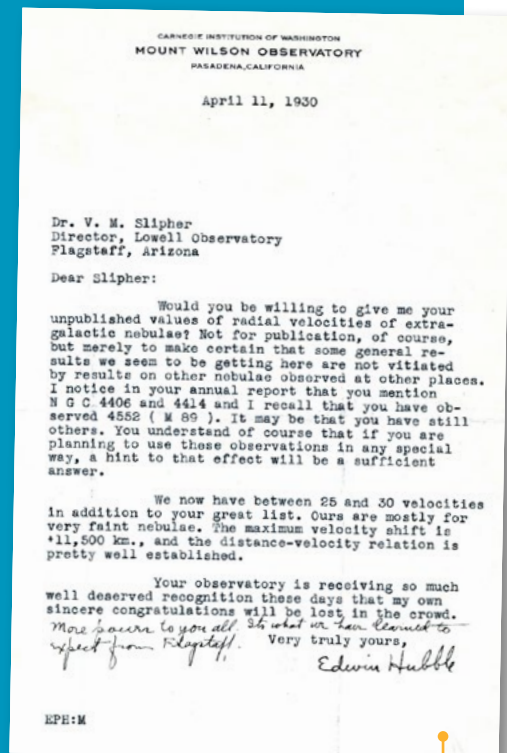 CARNEGIE INSTITUTION OF WASHINGTON
MOUNT WILSON OBSERVATORY
PASADENA, CALIFORNIA
April 11, 1930
Dr. V. M. Slipher
Director, Lowell Observatory
Flagstaff, Arizona
Dear Slipher:
Would you be willing to give me your
unpublished values of radial velocities of extra-
galactic nebulae? Not for publication, of course,
but merely to make certain that some general re-
sults we seem to be getting here are not vitiated
by results on other nebulae observed at other places.
I notice in your annual report that you mention
N G C 4406 and 4414 and I recall that you have ob-
served 4552 ( M 89 ). It may be that you have still
others. You understand of course that if you are
planning to use these observations in any special
way, a hint to that effect will be a sufficient
answer.
We now have between 25 and 30 velocities
in addition to your great list. Ours are mostly for
very faint nebulae. The maximum velocity shift is
+11,500 km., and the distance-velocity relation is
pretty well established.
Your observatory is receiving so much
well deserved recognition these days that my own
sincere congratulations will be lost in the crowd.
More power to you all. Its what we have learned to
expect from Flagstaff.
Very truly yours,
Edwin Hubble
EPH:M